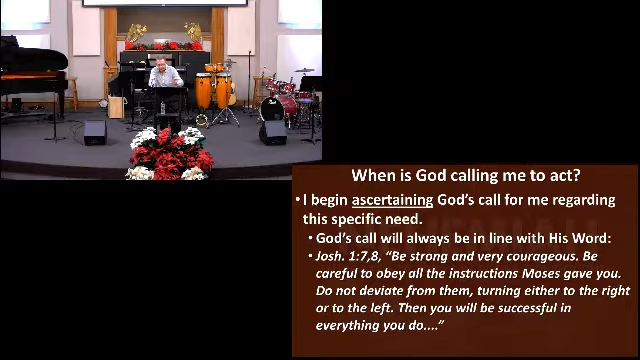 When is God calling me to act?
• I begin ascertaining God's call for me regarding
this specific need.
• God's call will always be in line with His Word:
• Josh. 1:7,8, "Be strong and very courageous. Be
careful to obey all the instructions Moses gave you.
Do not deviate from them, turning either to the right
or to the left. Then you will be successful in
everything you do...."